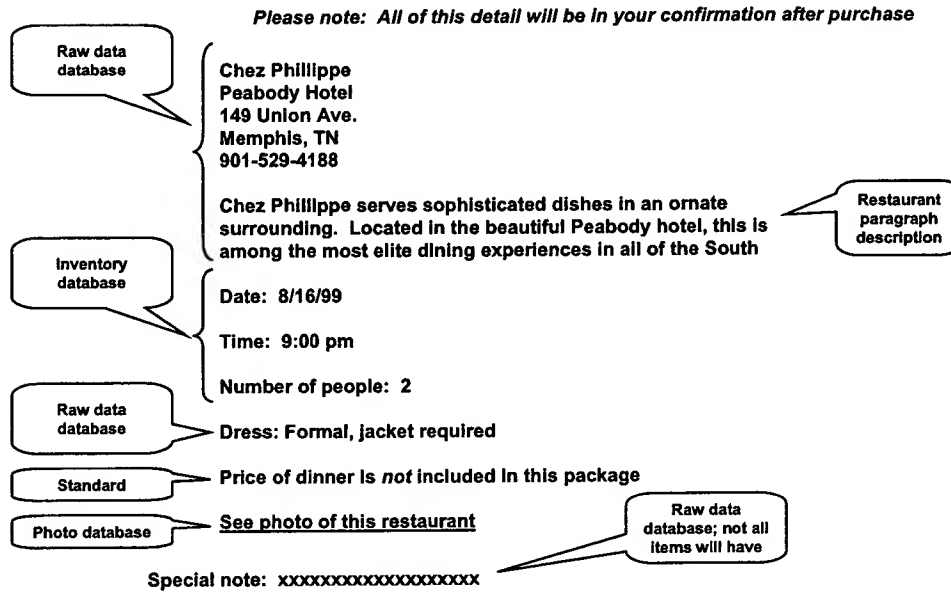 Please note: All of this detail will be in your confirmation after purchase
Raw data
database
Chez Phillippe
Peabody Hotel
149 Union Ave.
Memphis, TN
901-529-4188
Chez Phillippe serves sophisticated dishes in an ornate
surrounding. Located in the beautiful Peabody hotel, this is
among the most elite dining experiences in all of the South
Restaurant
paragraph
description
Inventory
database
Date: 8/16/99
Time: 9:00 pm
Number of people: 2
Raw data
database
Dress: Formal, jacket required
Standard
Price of dinner is not included in this package
Photo database
See photo of this restaurant
Raw data
database; not all
items will have
Special note: xxxxxxxxxxxxxxxxxxx